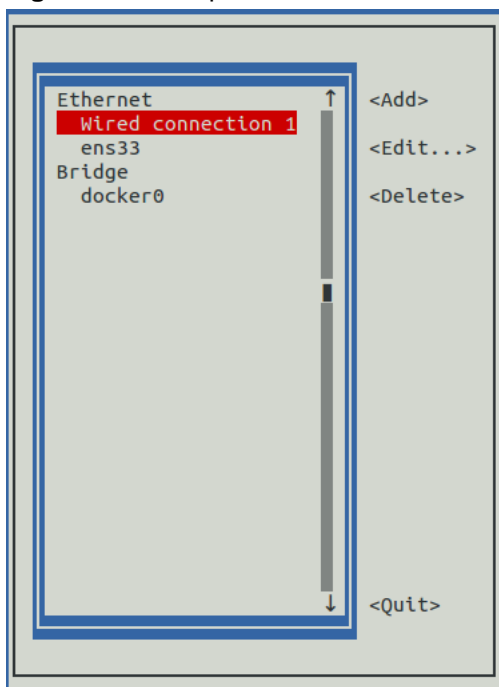 Ethernet
Wired connection 1
ens33
Bridge
docker0
<Add>
<Edit...>
<Delete>
<Quit>